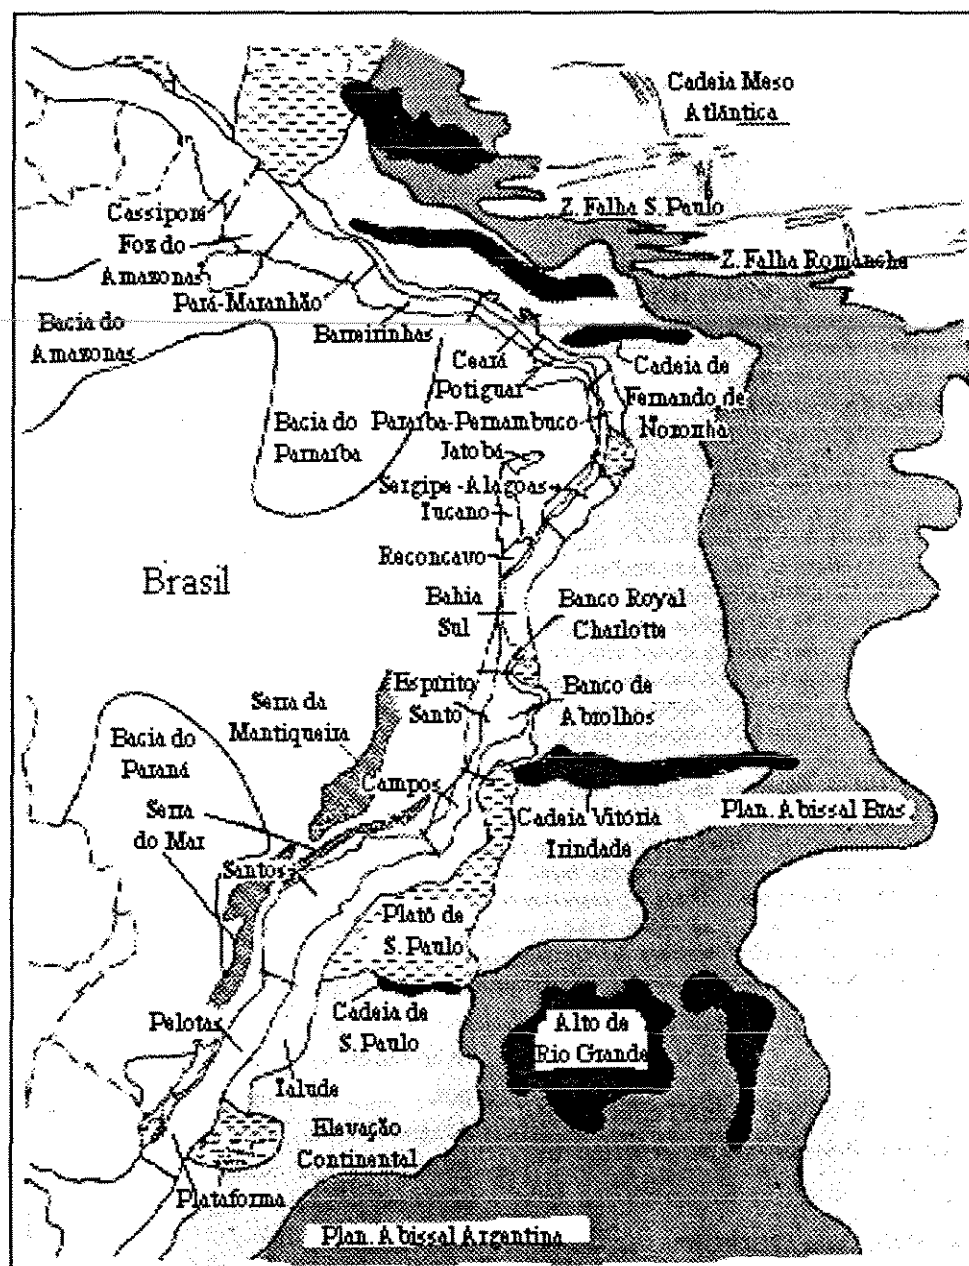 Cadeia Meso
Atlântica
Cassiporé
Foz do
Amazonas
Z. Falha S. Paulo
Z. Falha Romanche
Pará-Maranhão
Barreirinhas
Bacia do
Amazonas
Ceará
Potiguar
Cadeia de
Fernando de
Noronha
Bacia do
Parnaíba
Paraíba-Pernambuco
Jatobá
Sergipe-Alagoas
Tucano
Reconcavo
Brasil
Bahia
Sul
Banco Royal
Charlotte
Espírito
Santo
Banco de
Abrolhos
Serra da
Mantiqueira
Bacia do
Paraná
Campos
Serra
do Mar
Cadeia Vitória
Trindade
Plan. Abissal Bras.
Santos
Platô de
S. Paulo
Cadeia de
S. Paulo
Alto de
Rio Grande
Pelotas
Talude
Elevação
Continental
Plataforma
Plan. Abissal Argentina